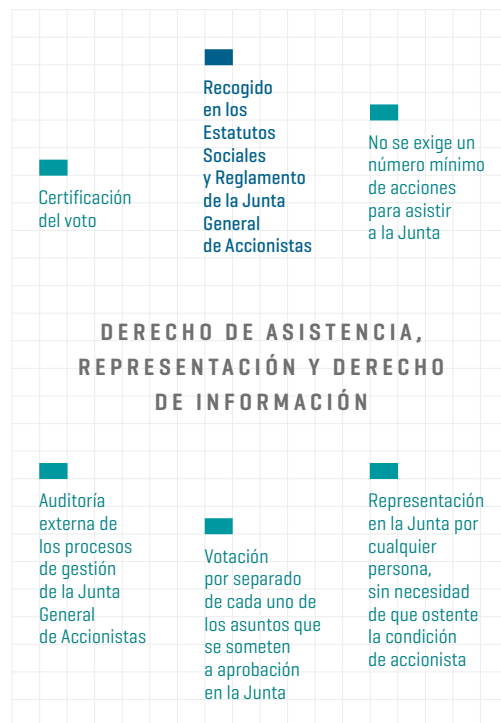 Certificación
del voto
Recogido
en los
Estatutos
Sociales
y Reglamento
de la Junta
General
de Accionistas
No se exige un
número mínimo
de acciones
para asistir
a la Junta
DERECHO DE ASISTENCIA,
REPRESENTACIÓN Y DERECHO
DE INFORMACIÓN
Auditoría
externa de
los procesos
de gestión
de la Junta
General
de Accionistas
Votación
por separado
de cada uno de
los asuntos que
se someten
a aprobación
en la Junta
Representación
en la Junta por
cualquier
persona,
sin necesidad
de que ostente
la condición
de accionista